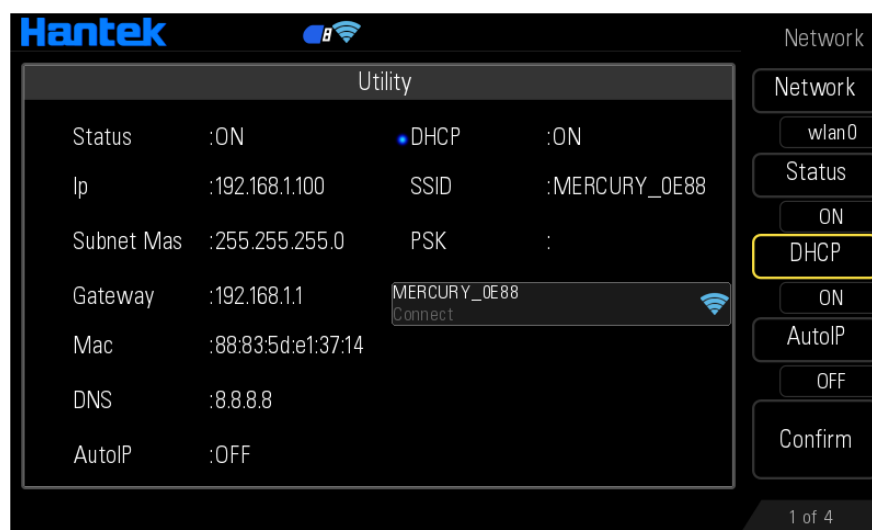 Hantek
Network
Utility
Status :ON
DHCP :ON
Ip :192.168.1.100
SSID :MERCURY_0E88
Subnet Mas :255.255.255.0
PSK :
Gateway :192.168.1.1
MERCURY_0E88
Connect
Mac :88:83:5d:e1:37:14
DNS :8.8.8.8
AutoIP :OFF
Network
wlan0
Status
ON
DHCP
ON
AutoIP
OFF
Confirm
1 of 4